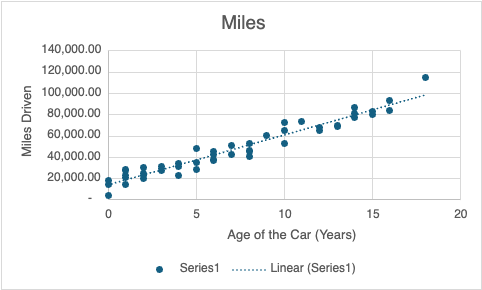 Miles
140,000.00
120,000.00
100,000.00
80,000.00
60,000.00
40,000.00
20,000.00
-
0 5 10 15 20
Miles Driven
Age of the Car (Years)
Series1 Linear (Series1)